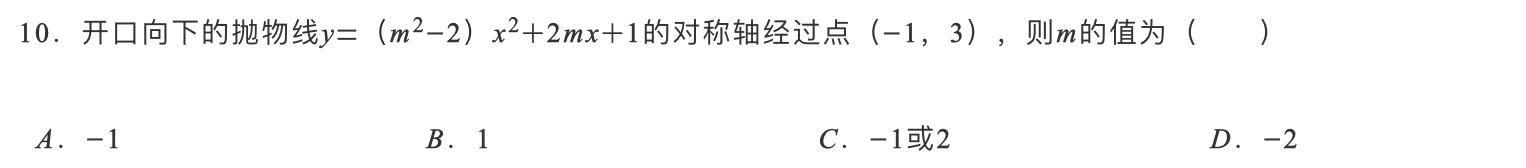 10．开口向下的抛物线y=（m²−2）x²+2mx+1的对称轴经过点（−1，3），则m的值为（　　）
A．−1　B．1　C．−1或2　D．−2